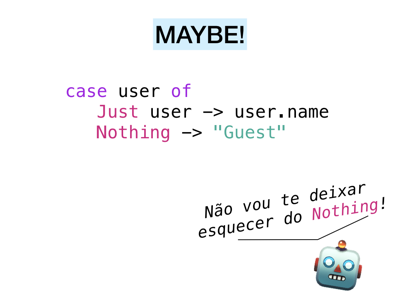 MAYBE!
case user of
Just user -> user.name
Nothing -> "Guest"
Não vou te deixar
esquecer do Nothing!